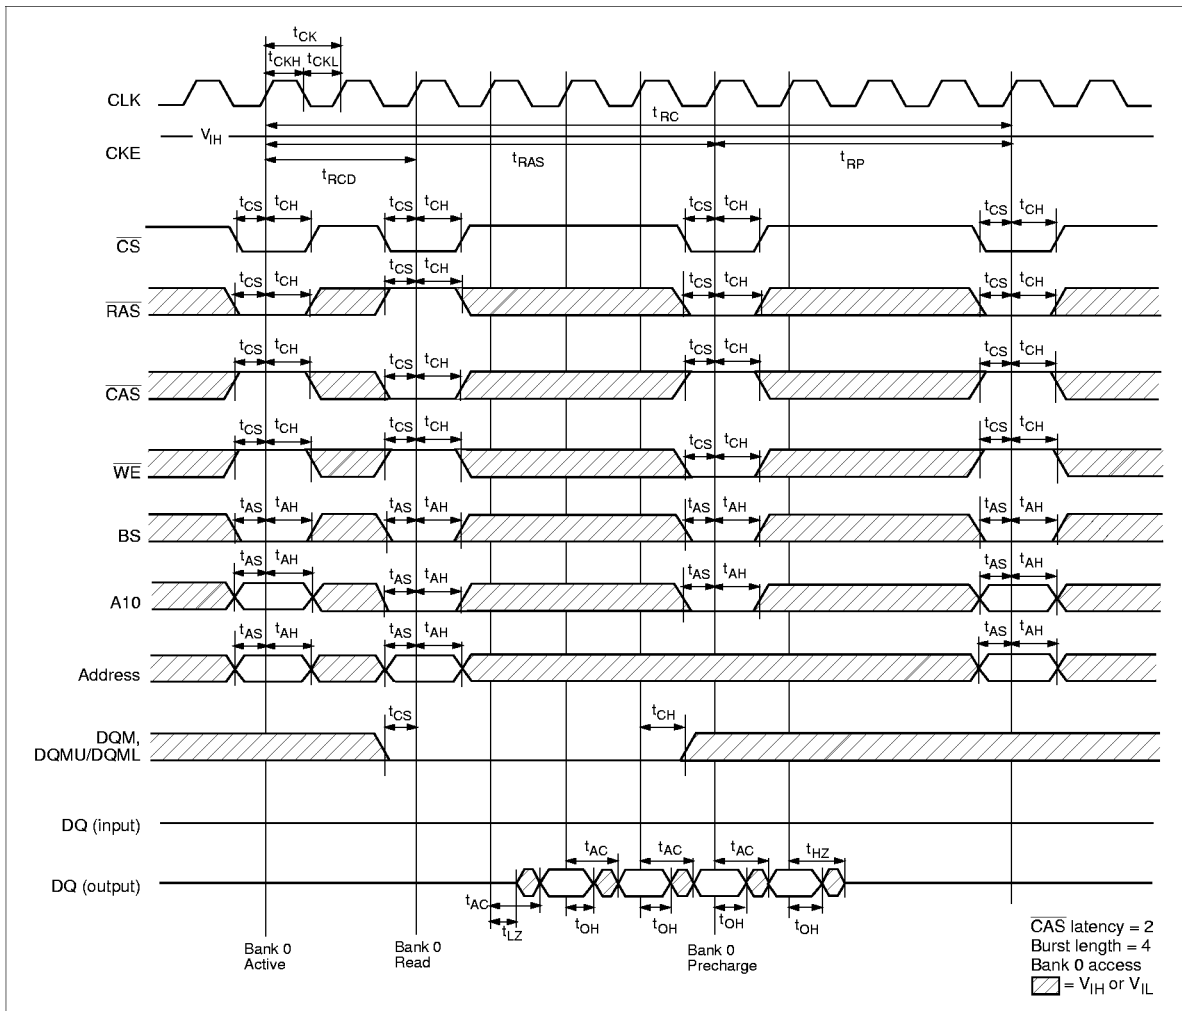 tCK
tCKH tCKL
CLK
tRC
VIH
CKE
tRAS tRP
tRCD
tCS tCH tCS tCH tCS tCH tCS tCH
CS
tCS tCH tCS tCH tCS tCH tCS tCH
RAS
tCS tCH tCS tCH tCS tCH tCS tCH
CAS
tCS tCH tCS tCH tCS tCH tCS tCH
WE
tAS tAH tAS tAH tAS tAH tAS tAH
BS
tAS tAH tAS tAH tAS tAH tAS tAH
A10
tAS tAH tAS tAH tAS tAH
Address
tCS tCH
DQM,
DQMU/DQML
DQ (input)
tAC tAC tAC tHZ
DQ (output)
tAC
tLZ tOH tOH tOH tOH
Bank 0
Active
Bank 0
Read
Bank 0
Precharge
CAS latency = 2
Burst length = 4
Bank 0 access
= VIH or VIL